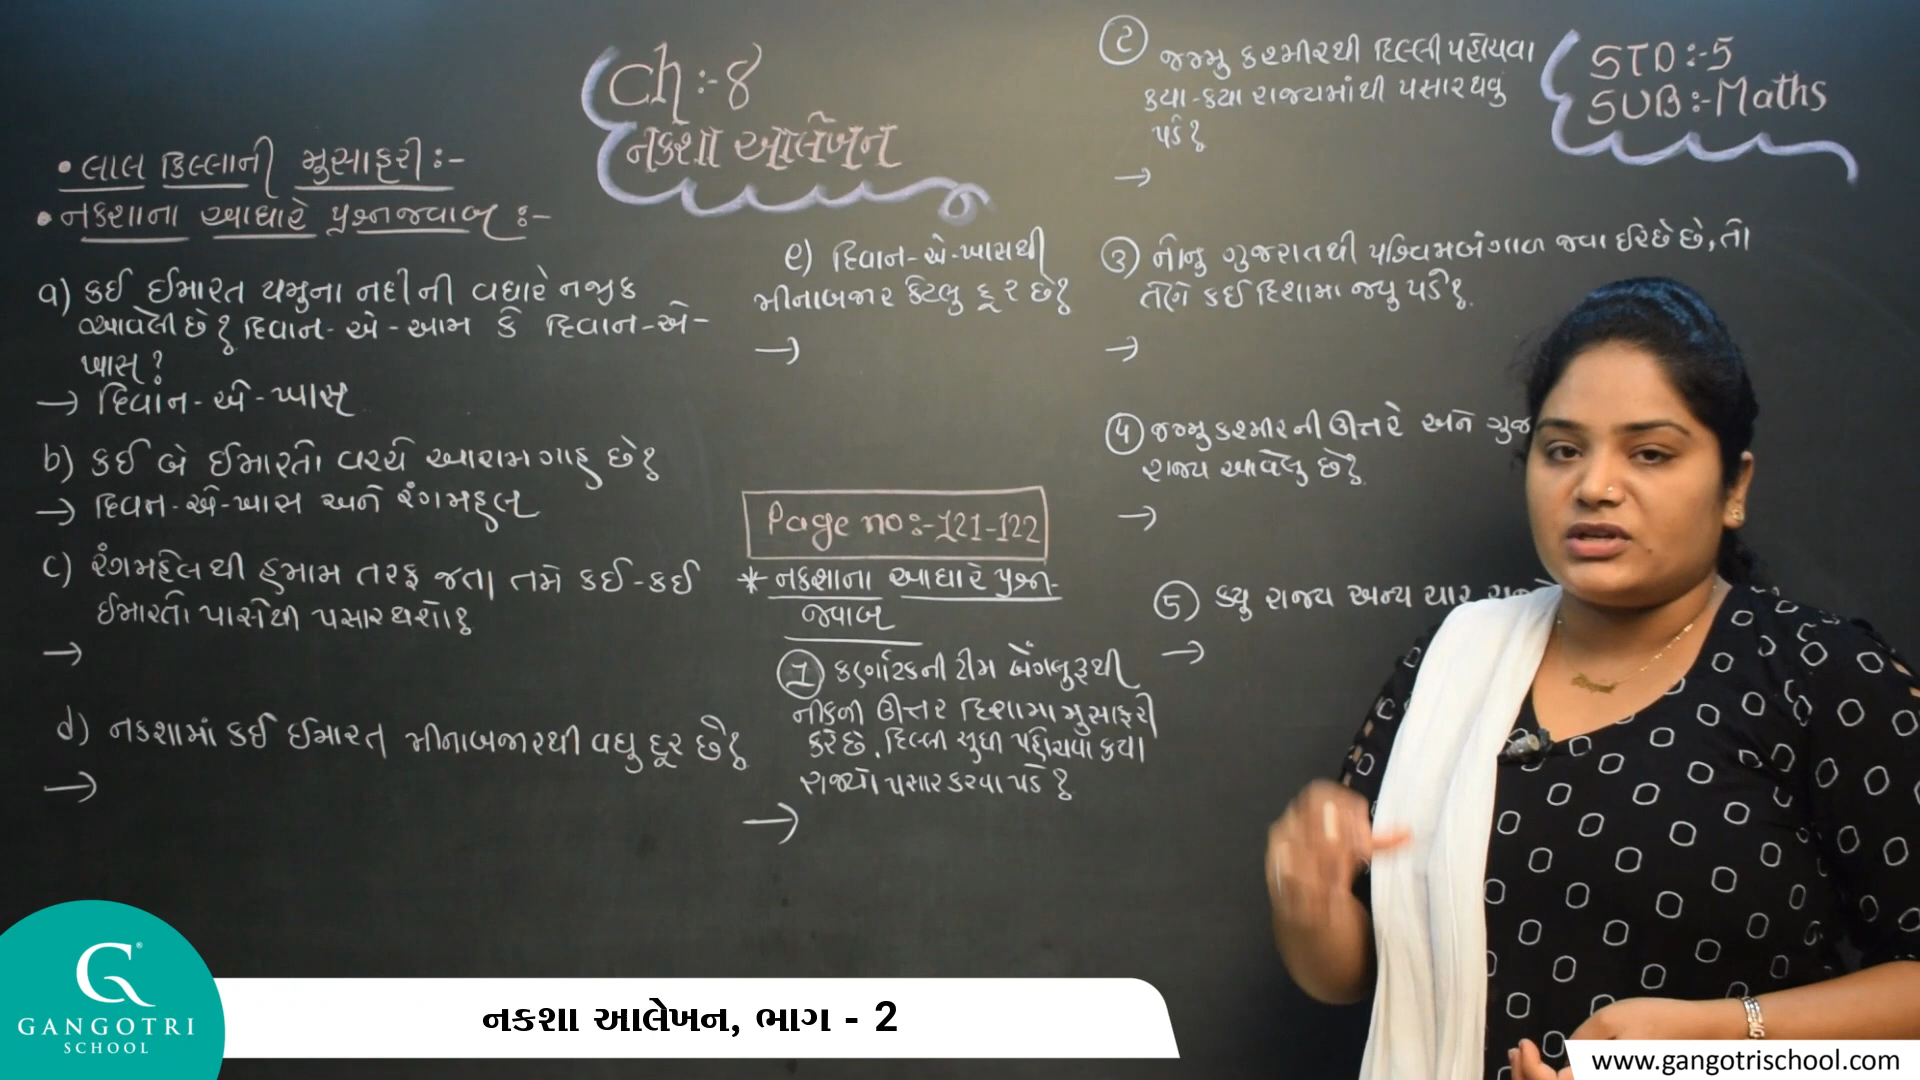 Ch :- 8
નકશા આલેખન
STD :- 5
SUB :- Maths
• લાલ કિલ્લાની મુસાફરી :-
• નકશાના આધારે પ્રશ્નજવાબ :-
a) કઈ ઈમારત યમુના નદીની વધારે નજીક
આવેલી છે? દિવાન-એ-આમ કે દિવાન-એ-
ખાસ?
→ દિવાન-એ-ખાસ
b) કઈ બે ઈમારતો વચ્ચે આરામગાહ છે?
→ દિવાન-એ-ખાસ અને રંગમહલ
c) રંગમહેલથી હમામ તરફ જતા તમે કઈ-કઈ
ઈમારતો પાસેથી પસાર થશો?
→
d) નકશામાં કઈ ઈમારત મીનાબજારથી વધુ દૂર છે?
→
e) દિવાન-એ-ખાસથી
મીનાબજાર કેટલુ દૂર છે?
→
Page no :- 121-122
* નકશાના આધારે પ્રશ્ન-
જવાબ
1 કર્ણાટકની ટીમ બેંગલુરૂથી
નીકળી ઊત્તર દિશામા મુસાફરી
કરે છે. દિલ્લી સુધી પહોચવા કયા
રાજ્યો પસાર કરવા પડે?
→
2 જમ્મુ કશ્મીરથી દિલ્લી પહોચવા
કયા-કયા રાજ્યમાંથી પસાર થવુ
પડે?
→
3 નીનુ ગુજરાતથી પશ્ચિમબંગાળ જવા ઈચ્છે છે, તો
તેણે કઈ દિશામા જવુ પડે?
→
4 જમ્મુ કશ્મીરની ઊત્તરે અને ગુજ
રાજ્ય આવેલુ છે?
→
5 કયુ રાજ્ય અન્ય ચાર
→
GANGOTRI
SCHOOL
નકશા આલેખન, ભાગ - 2
www.gangotrischool.com